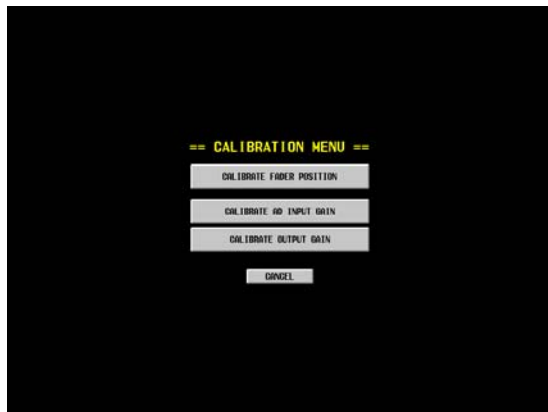 == CALIBRATION MENU ==
CALIBRATE FADER POSITION
CALIBRATE AD INPUT GAIN
CALIBRATE OUTPUT GAIN
CANCEL